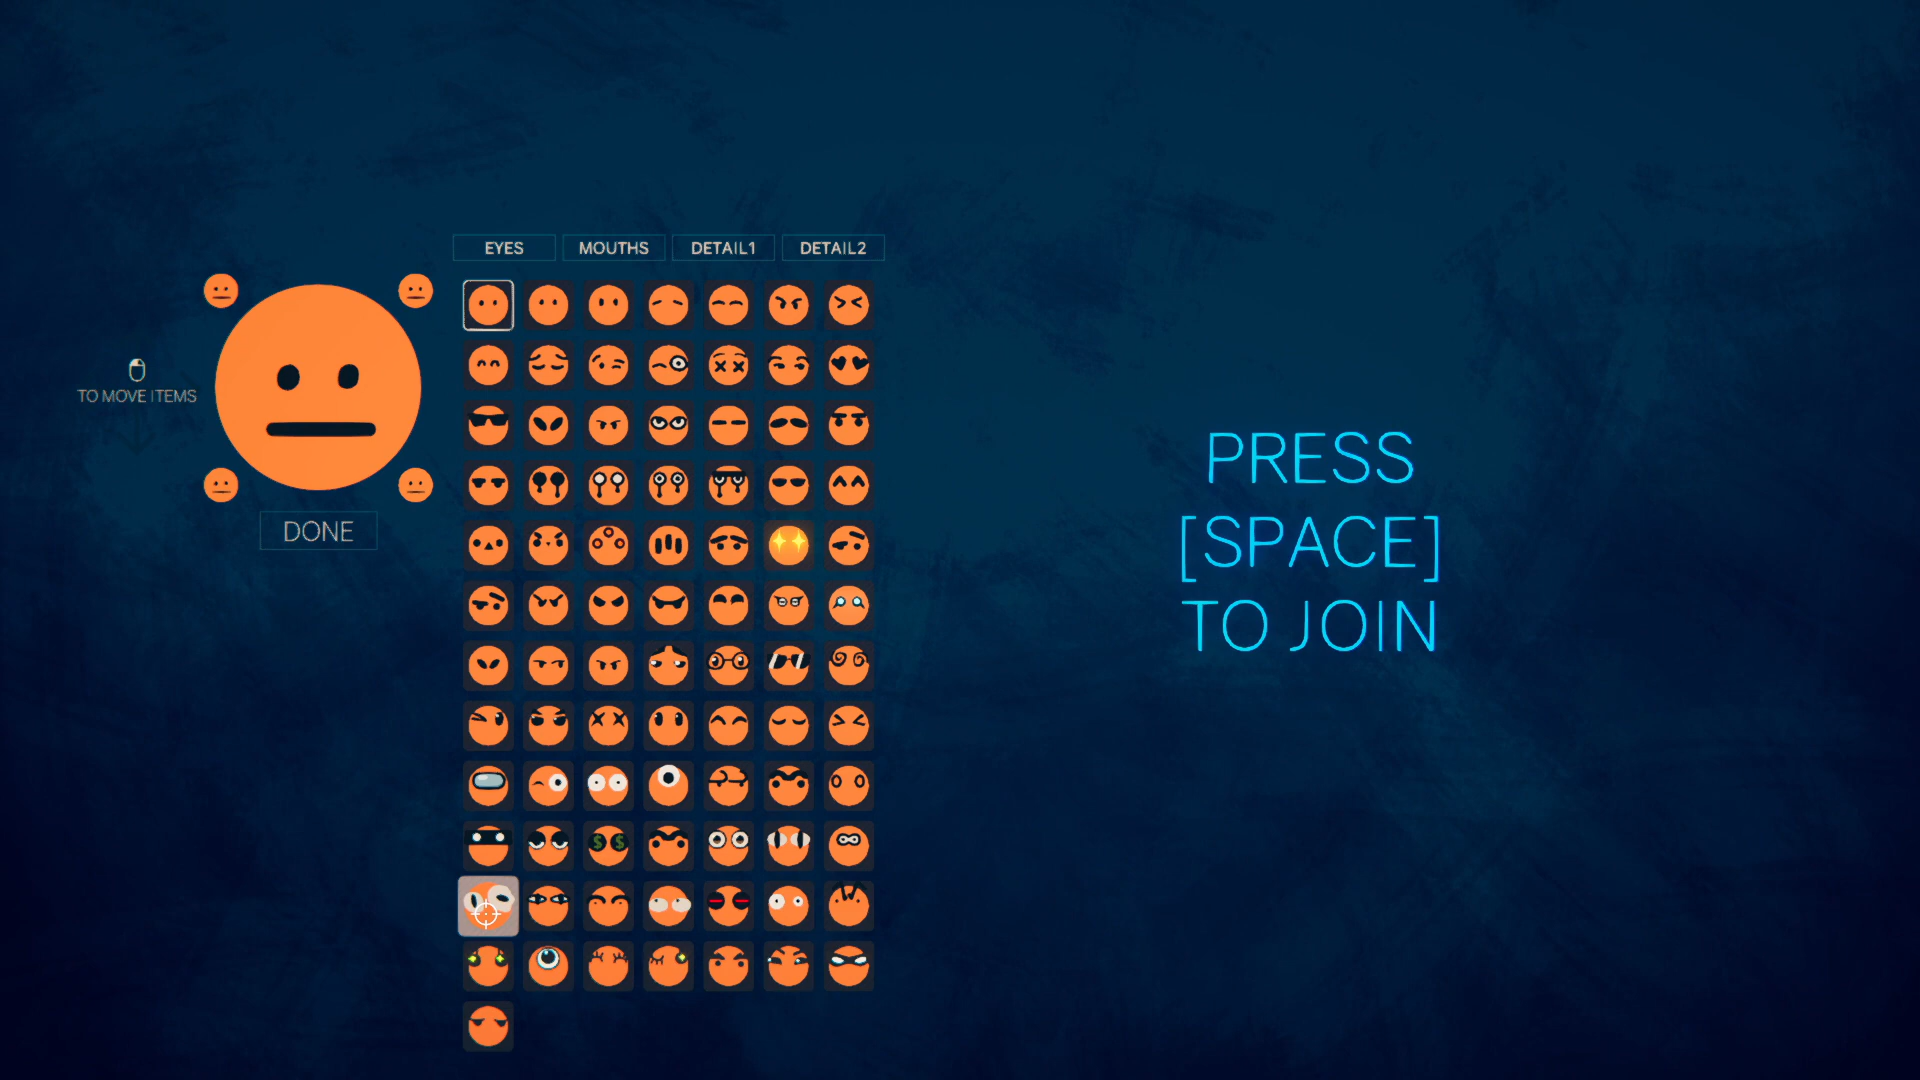 EYES
MOUTHS
DETAIL1
DETAIL2
TO MOVE ITEMS
DONE
PRESS
[SPACE]
TO JOIN